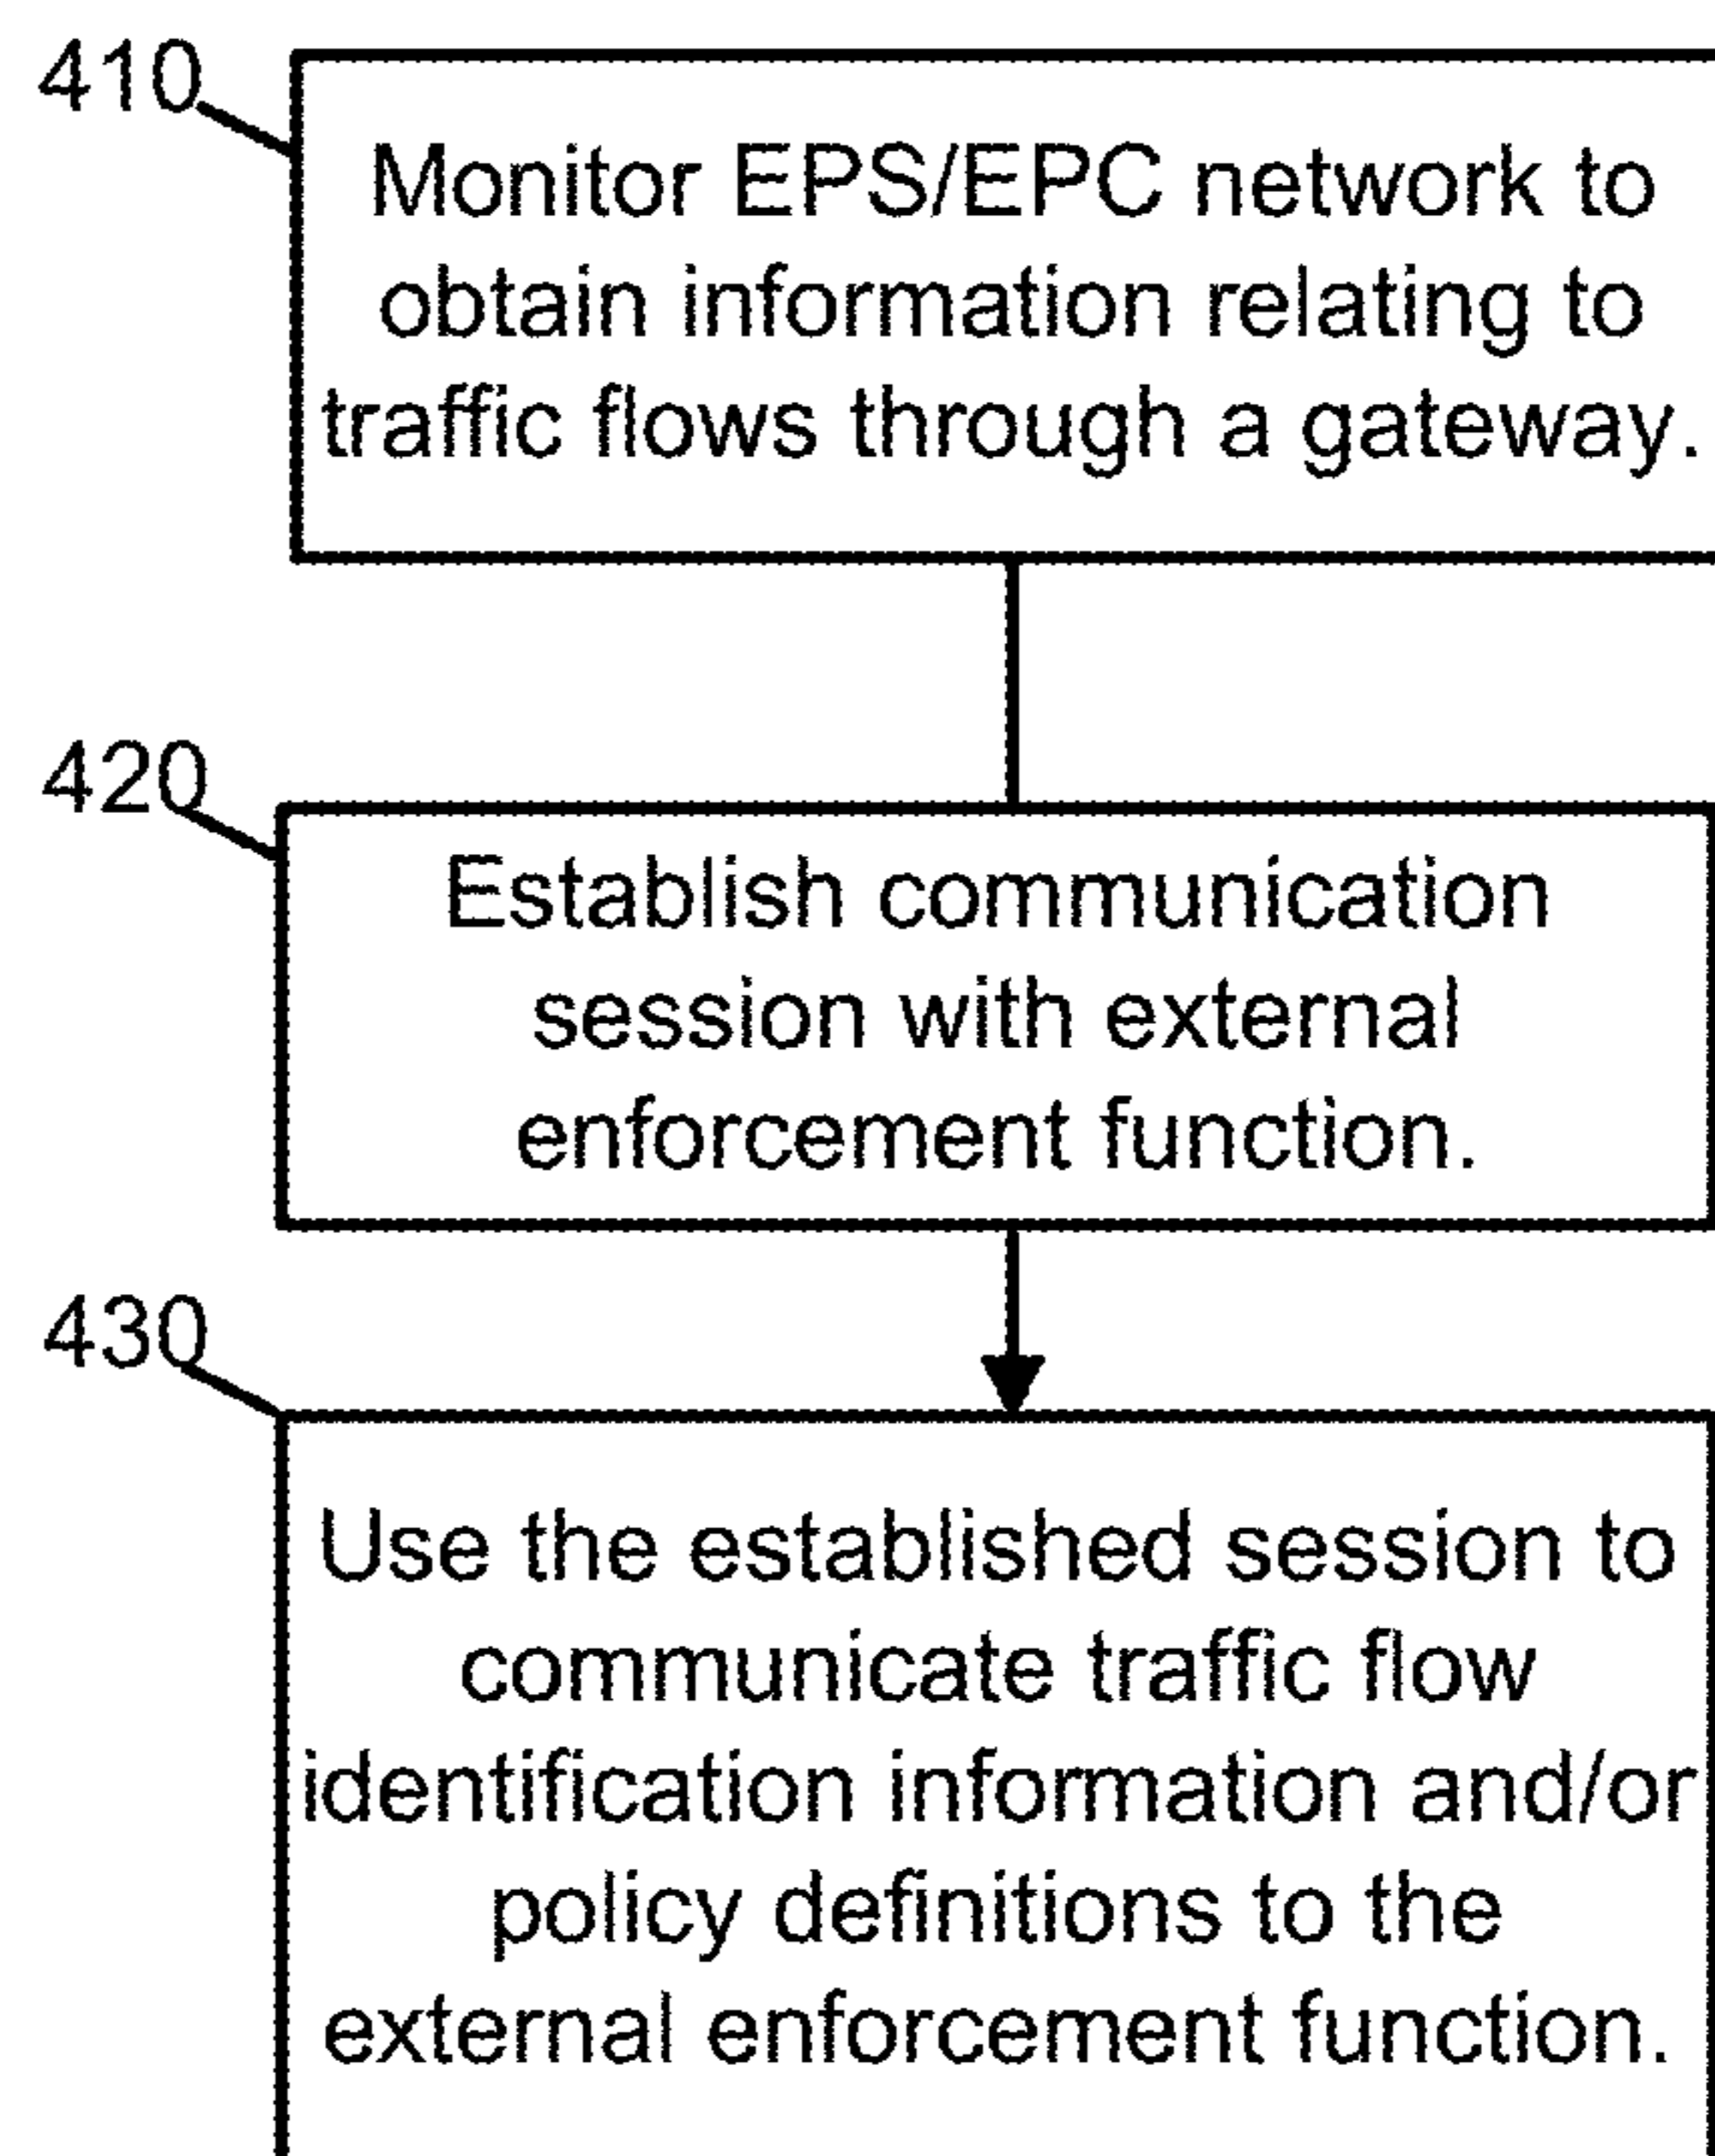 410
Monitor EPS/EPC network to
obtain information relating to
traffic flows through a gateway.
420
Establish communication
session with external
enforcement function.
430
Use the established session to
communicate traffic flow
identification information and/or
policy definitions to the
external enforcement function.